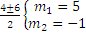 4±6/2 { m₁ = 5
m₂ = −1